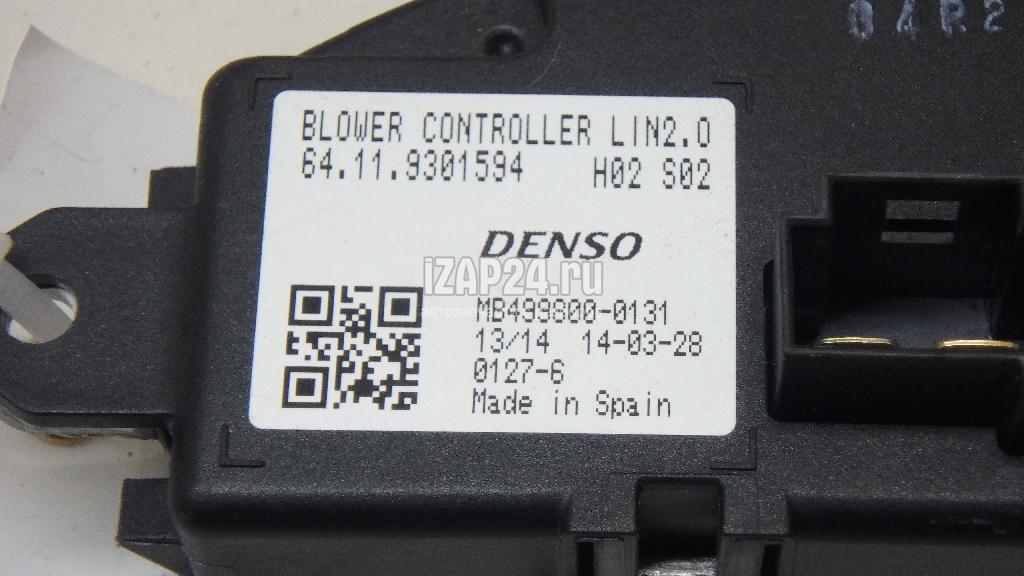 04R2
BLOWER CONTROLLER LIN2.0
64.11.9301594 H02 S02
DENSO
iZAP24.ru
MB499800-0131
13/14 14-03-28
0127-6
Made in Spain